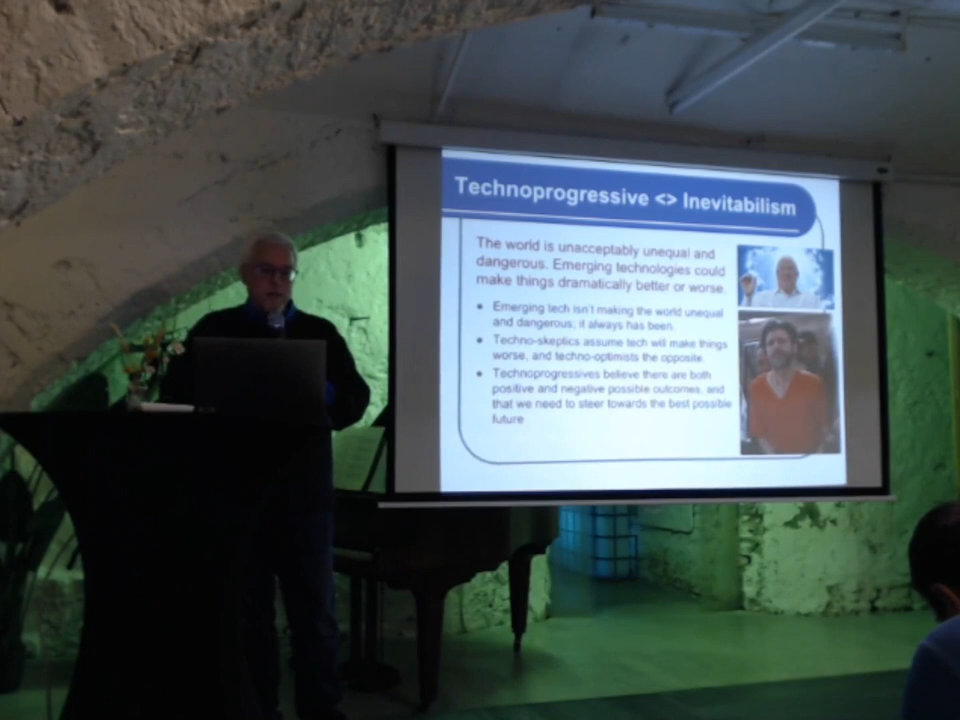 Technoprogressive <> Inevitabilism
The world is unacceptably unequal and
dangerous. Emerging technologies could
make things dramatically better or worse.
Emerging tech isn't making the world unequal
and dangerous; it always has been.
Techno-skeptics assume tech will make things
worse, and techno-optimists the opposite
Technoprogressives believe there are both
positive and negative possible outcomes, and
that we need to steer towards the best possible
future